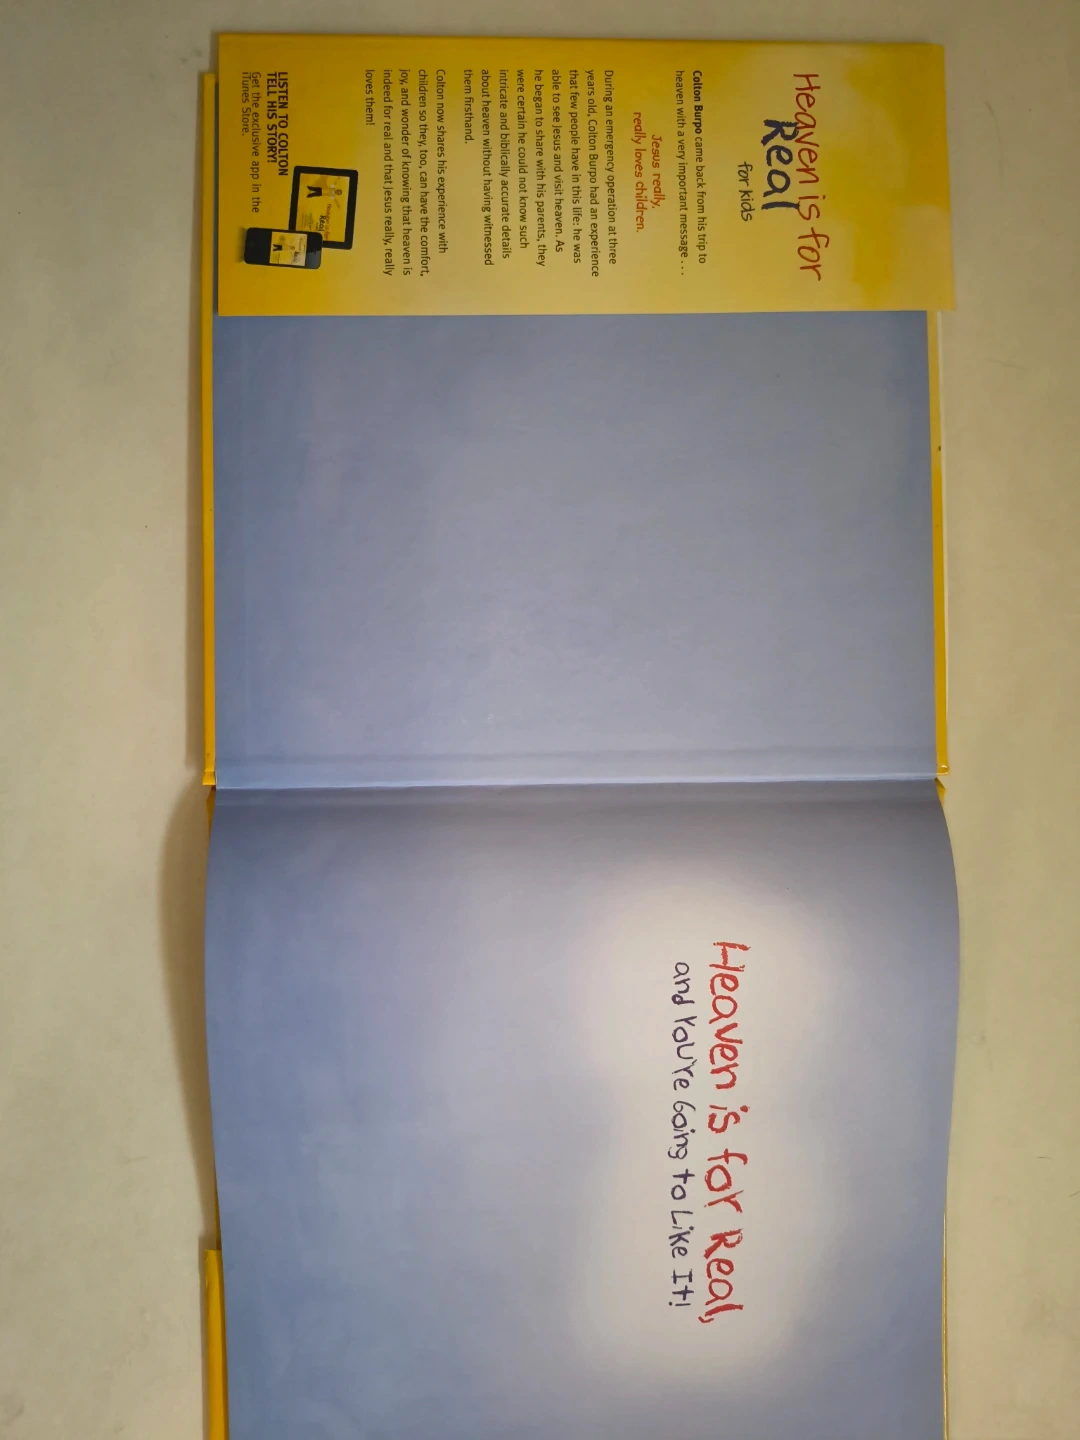 Heaven is for
Real
for kids
Colton Burpo came back from his trip to
heaven with a very important message . . .
Jesus really,
really loves children.
During an emergency operation at three
years old, Colton Burpo had an experience
that few people have in this life: he was
able to see Jesus and visit heaven. As
he began to share with his parents, they
were certain he could not know such
intricate and biblically accurate details
about heaven without having witnessed
them firsthand.
Colton now shares his experience with
children so they, too, can have the comfort,
joy, and wonder of knowing that heaven is
indeed for real and that Jesus really, really
loves them!
LISTEN TO COLTON
TELL HIS STORY!
Get the exclusive app in the
iTunes Store.
Heaven is for Real,
and You're Going to Like It!